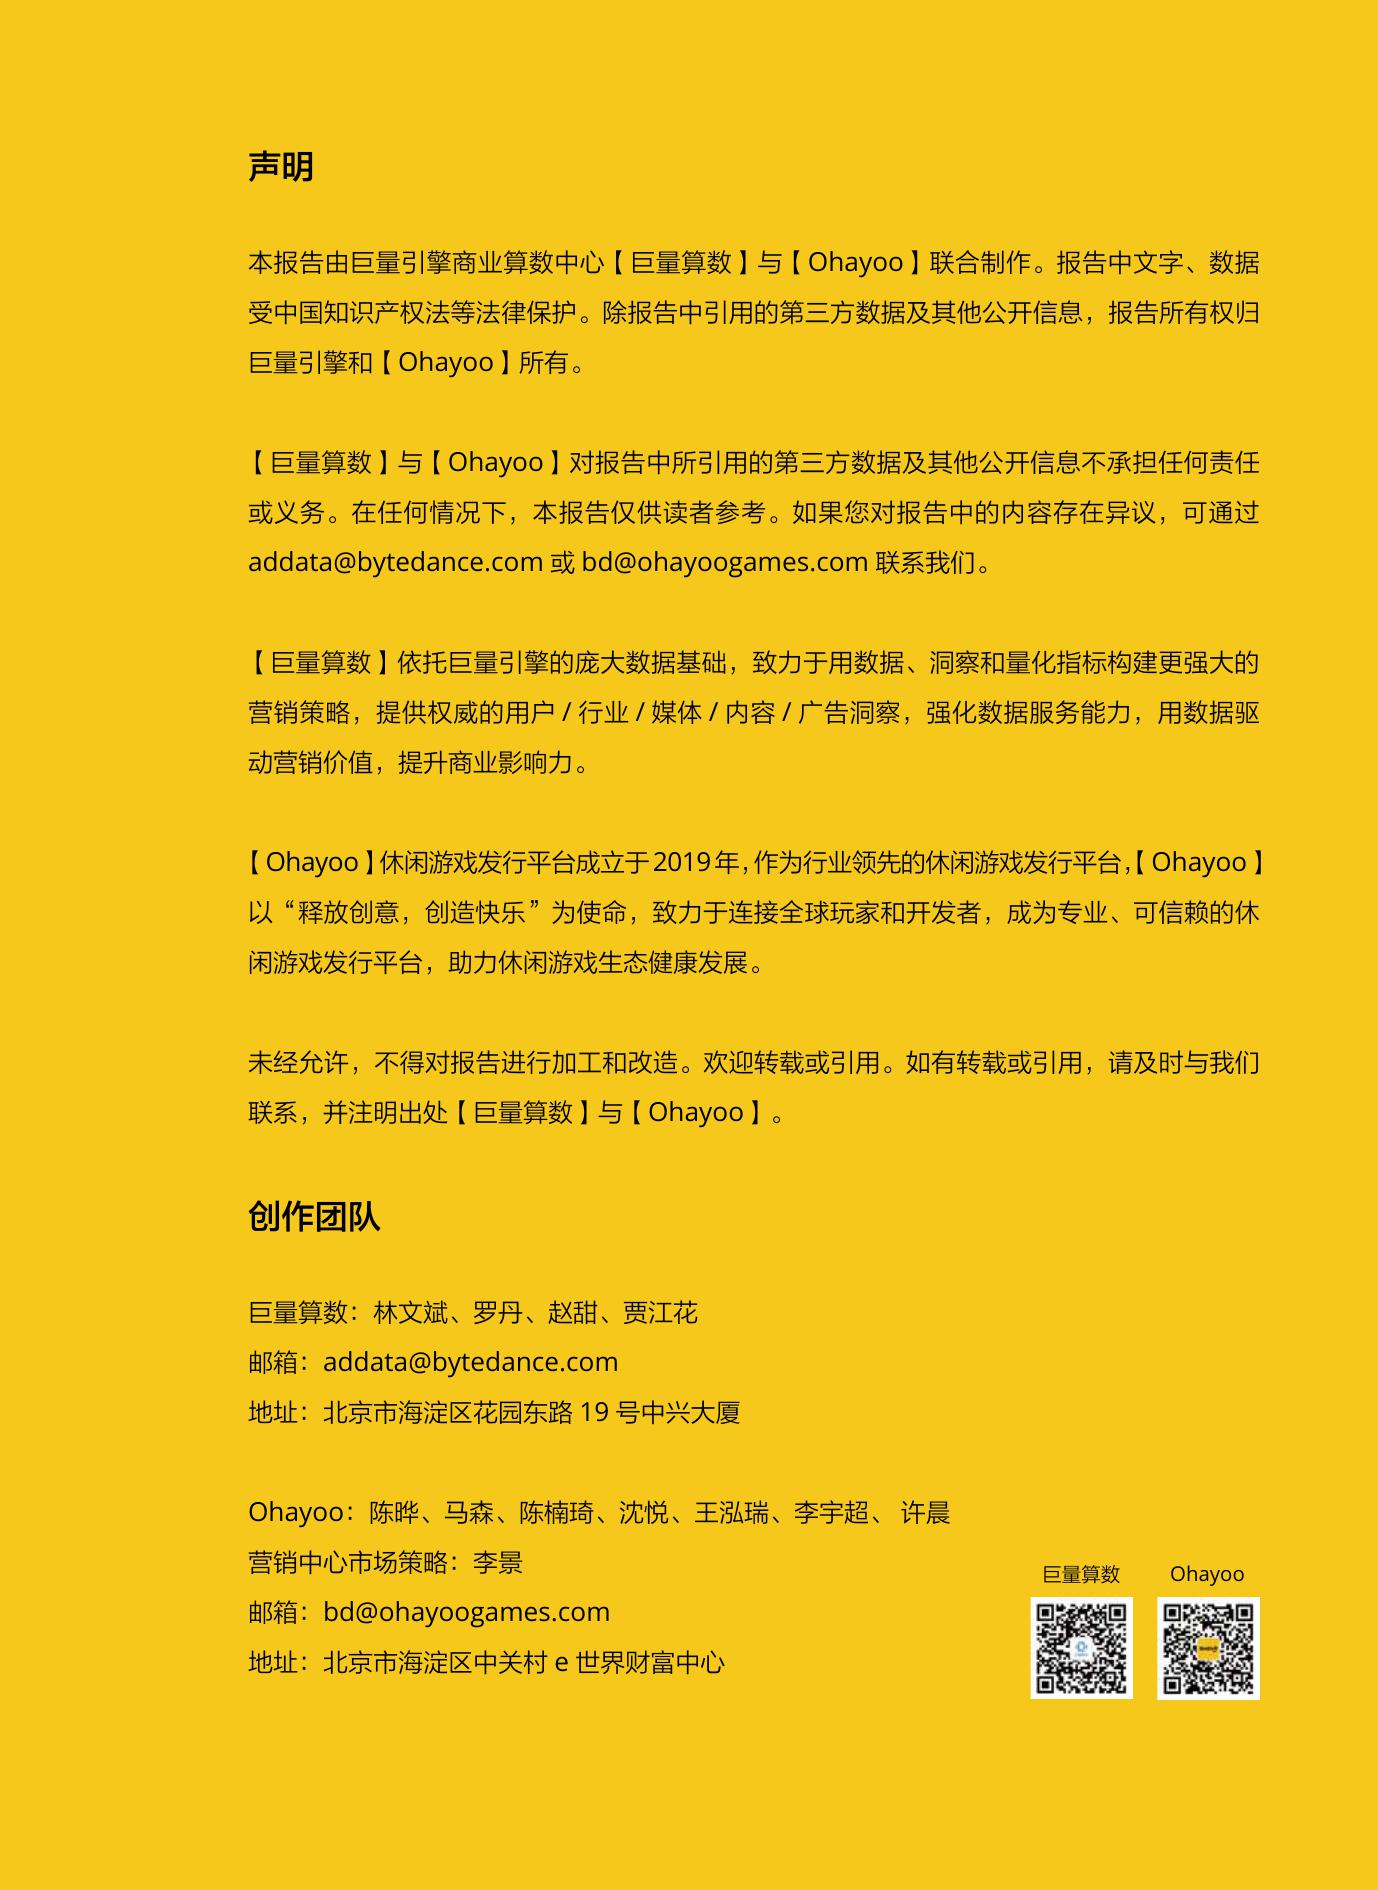 声明
本报告由巨量引擎商业算数中心【巨量算数】与【Ohayoo】联合制作。报告中文字、数据
受中国知识产权法等法律保护。除报告中引用的第三方数据及其他公开信息，报告所有权归
巨量引擎和【Ohayoo】所有。
【巨量算数】与【Ohayoo】对报告中所引用的第三方数据及其他公开信息不承担任何责任
或义务。在任何情况下，本报告仅供读者参考。如果您对报告中的内容存在异议，可通过
addata@bytedance.com 或 bd@ohayoogames.com 联系我们。
【巨量算数】依托巨量引擎的庞大数据基础，致力于用数据、洞察和量化指标构建更强大的
营销策略，提供权威的用户 / 行业 / 媒体 / 内容 / 广告洞察，强化数据服务能力，用数据驱
动营销价值，提升商业影响力。
【Ohayoo】休闲游戏发行平台成立于2019年，作为行业领先的休闲游戏发行平台，【Ohayoo】
以“释放创意，创造快乐”为使命，致力于连接全球玩家和开发者，成为专业、可信赖的休
闲游戏发行平台，助力休闲游戏生态健康发展。
未经允许，不得对报告进行加工和改造。欢迎转载或引用。如有转载或引用，请及时与我们
联系，并注明出处【巨量算数】与【Ohayoo】。
创作团队
巨量算数：林文斌、罗丹、赵甜、贾江花
邮箱：addata@bytedance.com
地址：北京市海淀区花园东路 19 号中兴大厦
Ohayoo：陈晔、马森、陈楠琦、沈悦、王泓瑞、李宇超、 许晨
营销中心市场策略：李景
邮箱：bd@ohayoogames.com
地址：北京市海淀区中关村 e 世界财富中心
巨量算数
Ohayoo